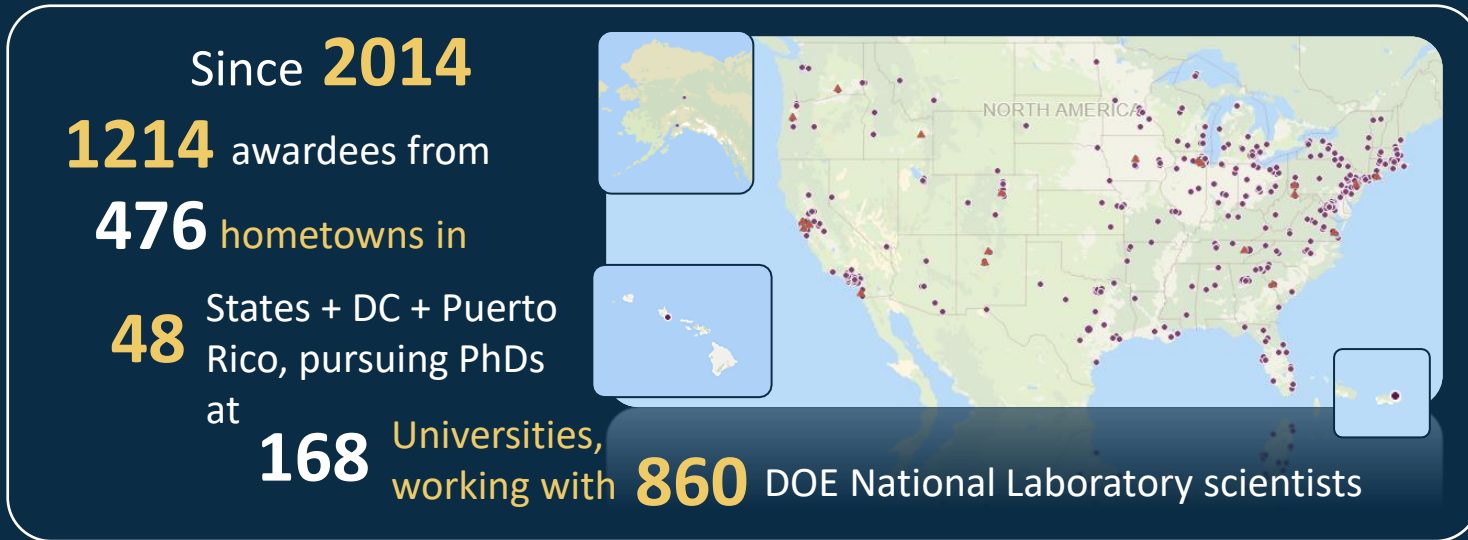 Since 2014
1214 awardees from
476 hometowns in
48 States + DC + Puerto
Rico, pursuing PhDs
at
168 Universities,
working with 860 DOE National Laboratory scientists
NORTH AMERICA